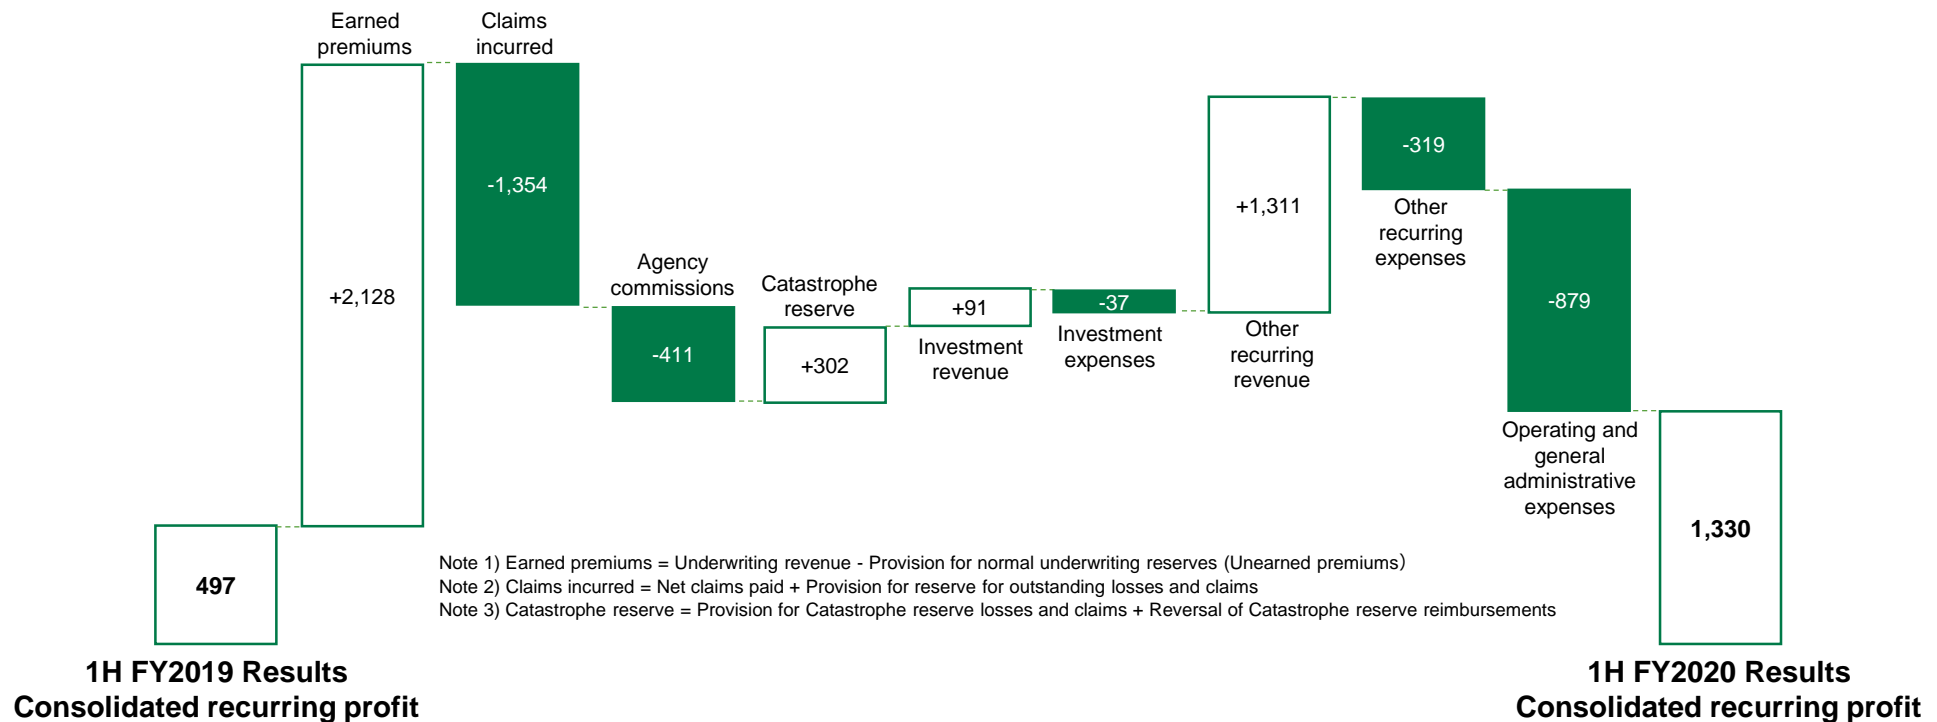 Earned
premiums
+2,128
Claims
incurred
-1,354
Agency
commissions
-411
Catastrophe
reserve
+302
+91
Investment
revenue
-37
Investment
expenses
+1,311
Other
recurring
revenue
-319
Other
recurring
expenses
-879
Operating and
general
administrative
expenses
497
1H FY2019 Results
Consolidated recurring profit
1,330
1H FY2020 Results
Consolidated recurring profit
Note 1) Earned premiums = Underwriting revenue - Provision for normal underwriting reserves (Unearned premiums）
Note 2) Claims incurred = Net claims paid + Provision for reserve for outstanding losses and claims
Note 3) Catastrophe reserve = Provision for Catastrophe reserve losses and claims + Reversal of Catastrophe reserve reimbursements